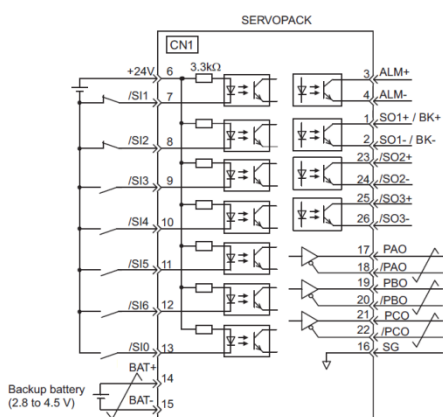 SERVOPACK
CN1
+24V 6 3.3kΩ
/SI1 7
/SI2 8
/SI3 9
/SI4 10
/SI5 11
/SI6 12
/SI0 13
BAT+ 14
Backup battery
(2.8 to 4.5 V)
BAT- 15
3 ALM+
4 ALM-
1 SO1+ / BK+
2 SO1- / BK-
23 /SO2+
24 /SO2-
25 /SO3+
26 /SO3-
17 PAO
18 /PAO
19 PBO
20 /PBO
21 PCO
22 /PCO
16 SG